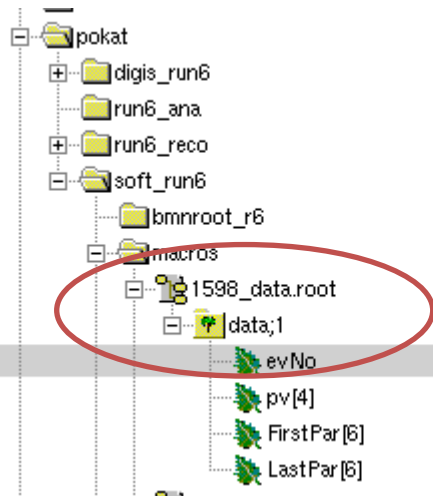 pokat
digis_run6
run6_ana
run6_reco
soft_run6
bmnroot_r6
macros
1598_data.root
data;1
evNo
pv[4]
FirstPar[6]
LastPar[6]